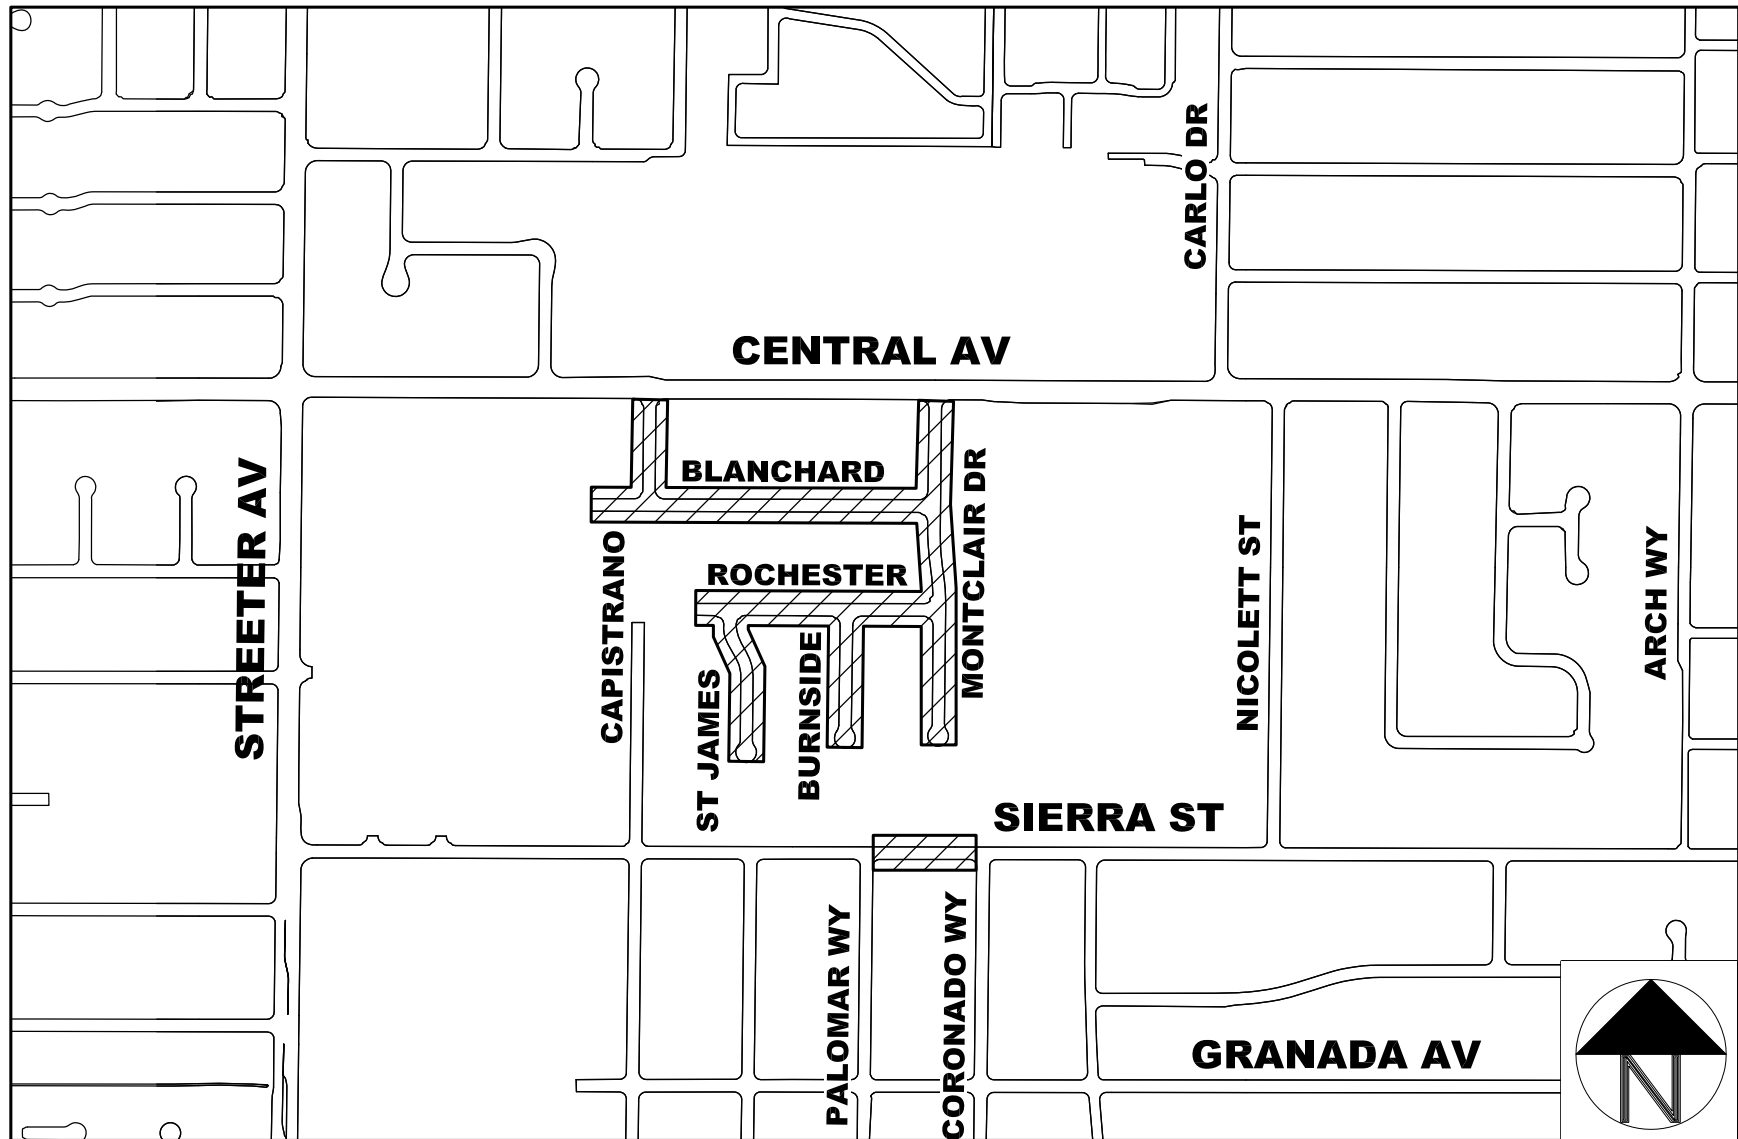 CARLO DR
CENTRAL AV
BLANCHARD
STREETER AV
MONTCLAIR DR
CAPISTRANO
ROCHESTER
NICOLETT ST
ARCH WY
ST JAMES
BURNSIDE
SIERRA ST
PALOMAR WY
CORONADO WY
GRANADA AV
N